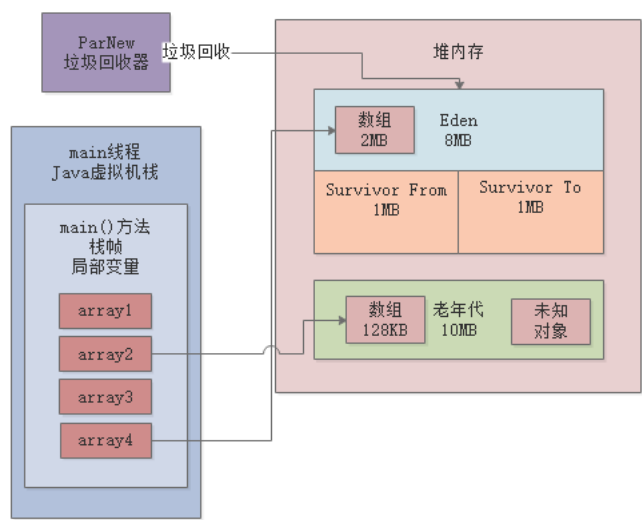 ParNew
垃圾回收器
垃圾回收
堆内存
数组
2MB
Eden
8MB
Survivor From
1MB
Survivor To
1MB
数组
128KB
老年代
10MB
未知
对象
main线程
Java虚拟机栈
main()方法
栈帧
局部变量
array1
array2
array3
array4